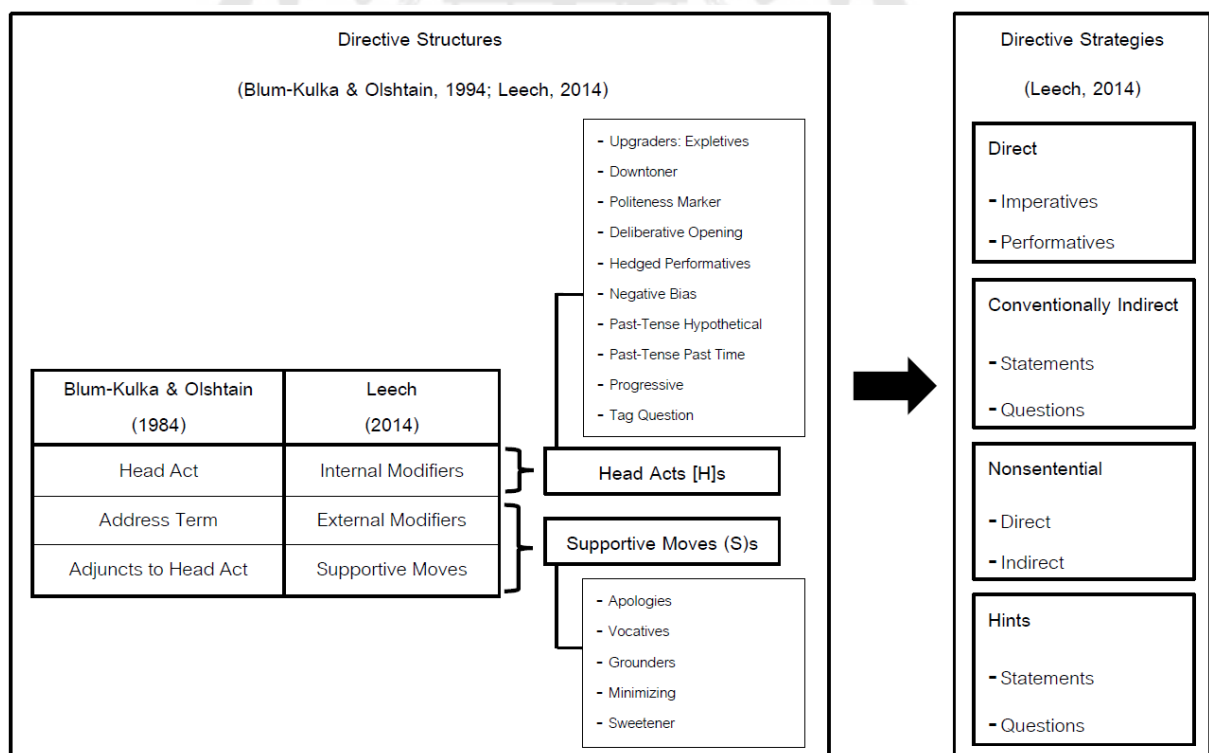 Directive Structures
(Blum-Kulka & Olshtain, 1994; Leech, 2014)
- Upgraders: Expletives
- Downtoner
- Politeness Marker
- Deliberative Opening
- Hedged Performatives
- Negative Bias
- Past-Tense Hypothetical
- Past-Tense Past Time
- Progressive
- Tag Question
Blum-Kulka & Olshtain
(1984)
Leech
(2014)
Head Act
Internal Modifiers
Address Term
External Modifiers
Adjuncts to Head Act
Supportive Moves
Head Acts [H]s
Supportive Moves (S)s
- Apologies
- Vocatives
- Grounders
- Minimizing
- Sweetener
Directive Strategies
(Leech, 2014)
Direct
- Imperatives
- Performatives
Conventionally Indirect
- Statements
- Questions
Nonsentential
- Direct
- Indirect
Hints
- Statements
- Questions